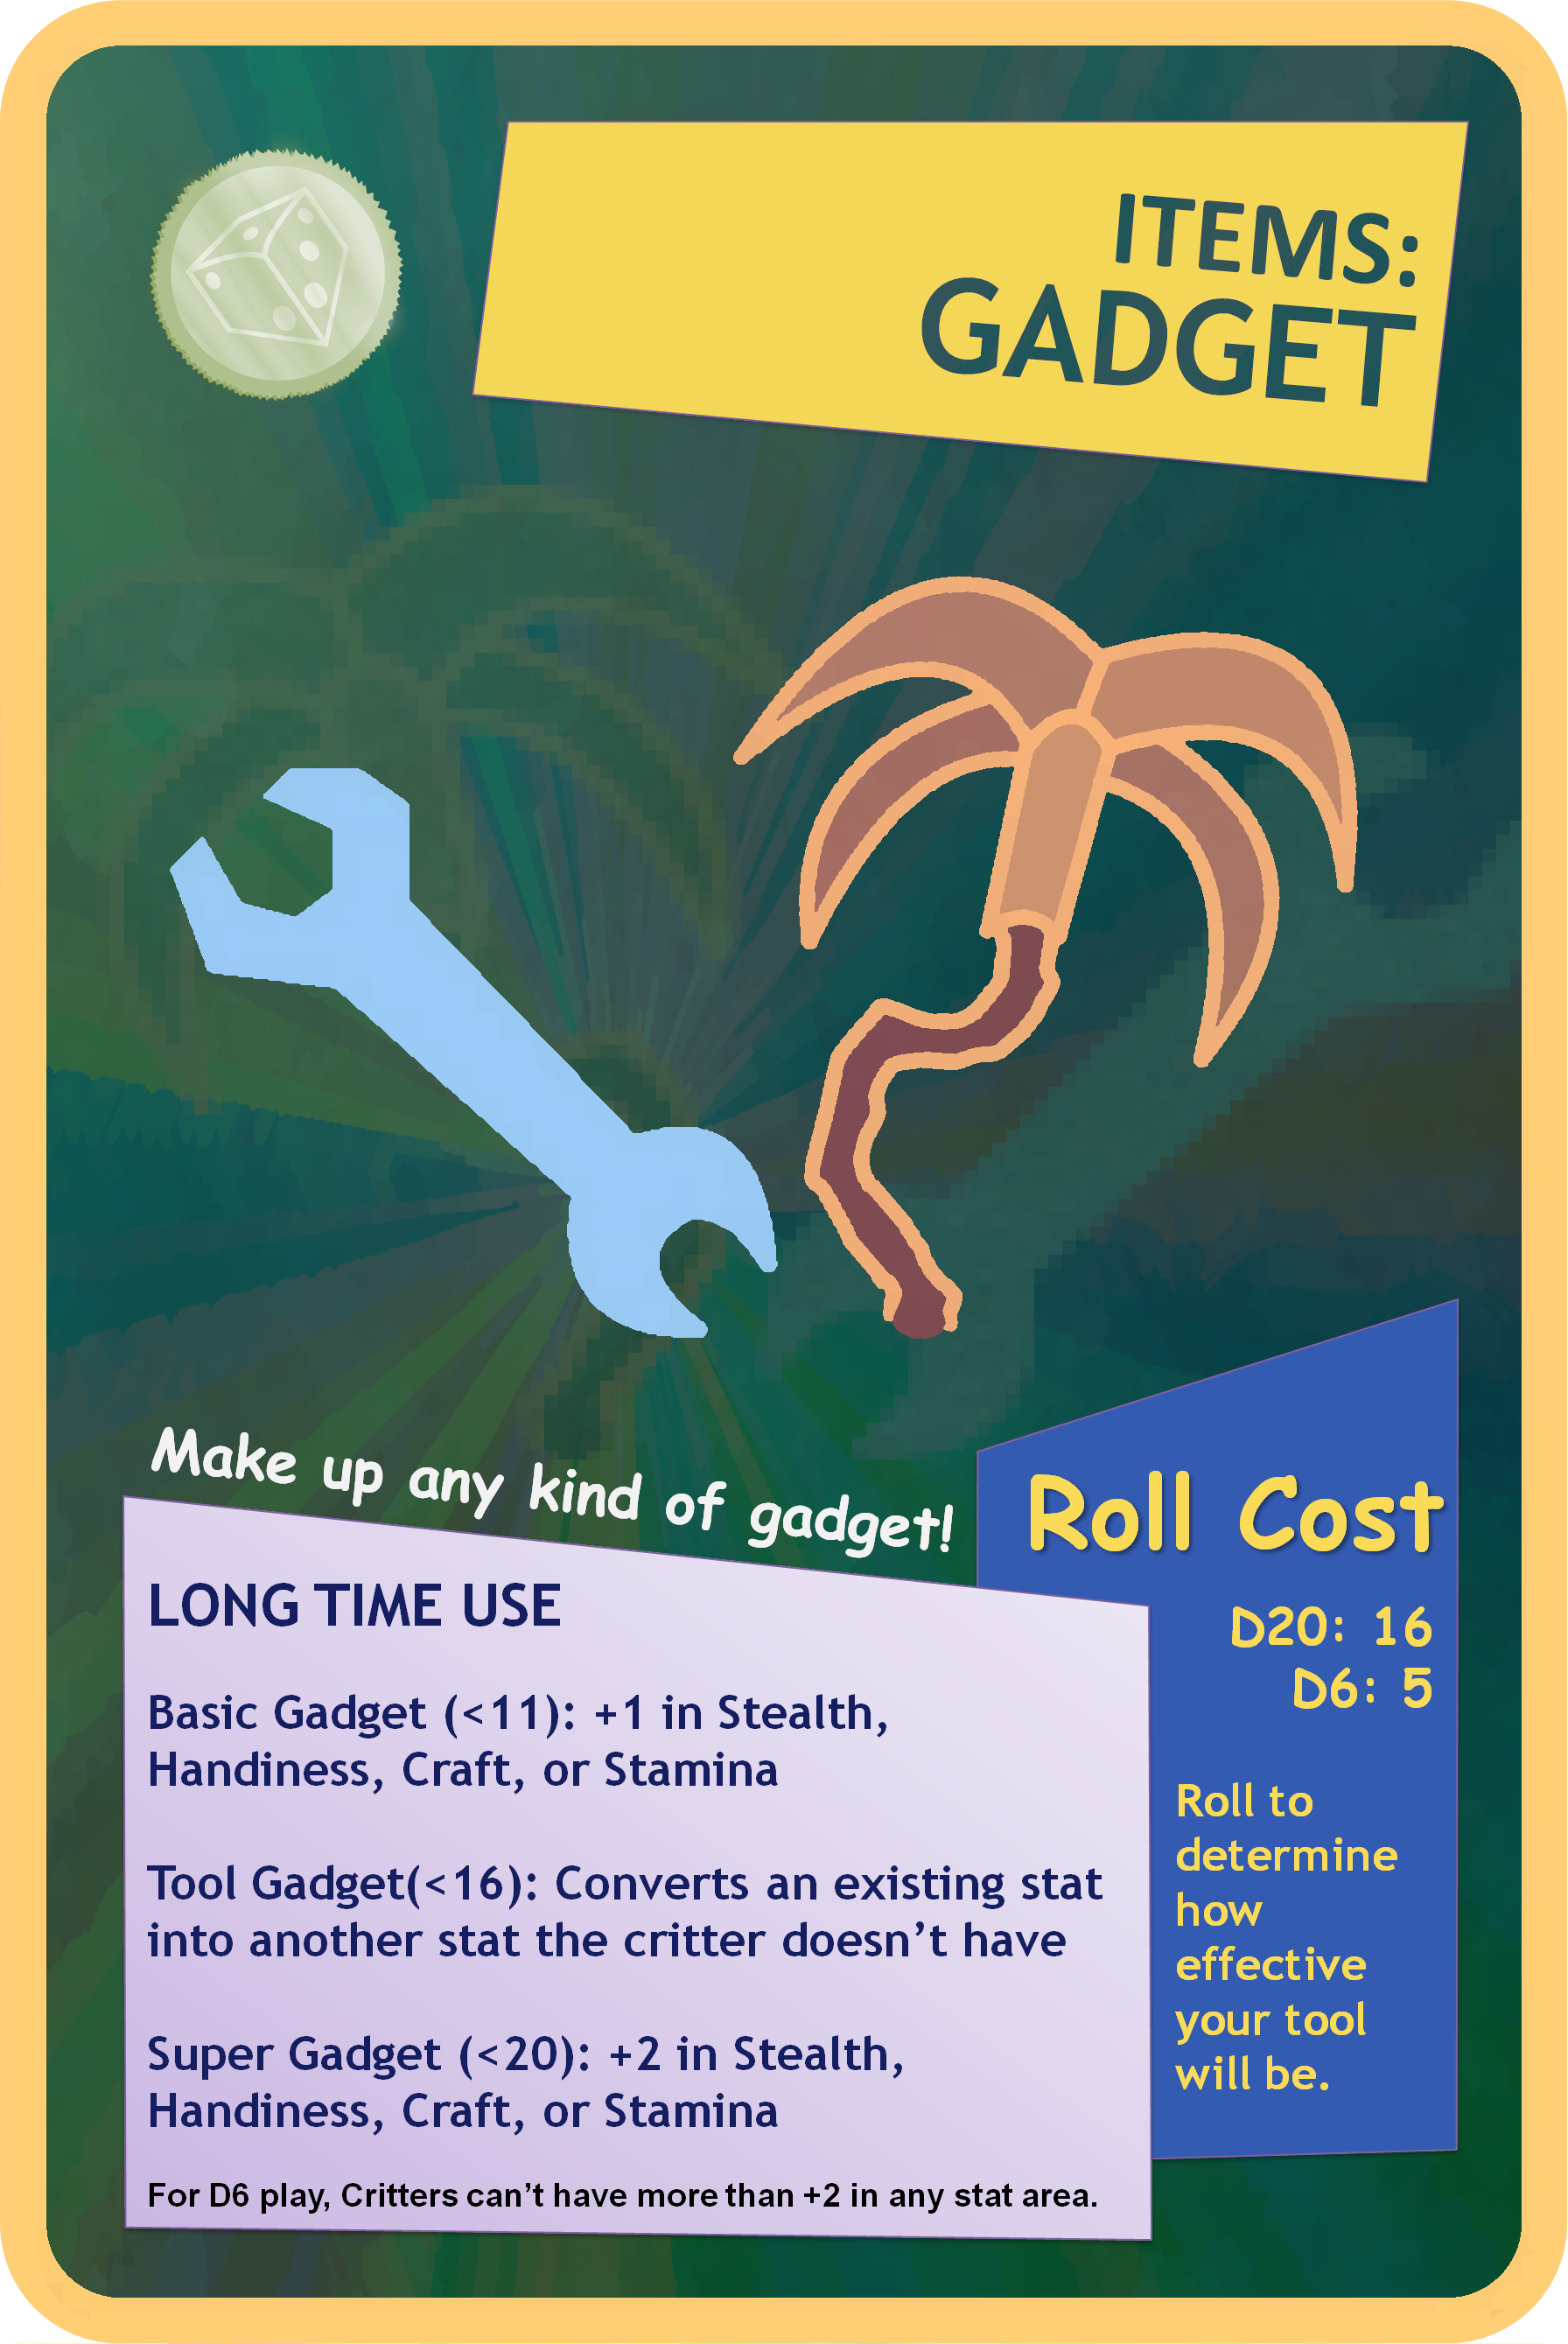 ITEMS:
GADGET
Make up any kind of gadget!
Roll Cost
D20: 16
D6: 5
Roll to
determine
how
effective
your tool
will be.
LONG TIME USE
Basic Gadget (<11): +1 in Stealth,
Handiness, Craft, or Stamina
Tool Gadget(<16): Converts an existing stat
into another stat the critter doesn’t have
Super Gadget (<20): +2 in Stealth,
Handiness, Craft, or Stamina
For D6 play, Critters can’t have more than +2 in any stat area.